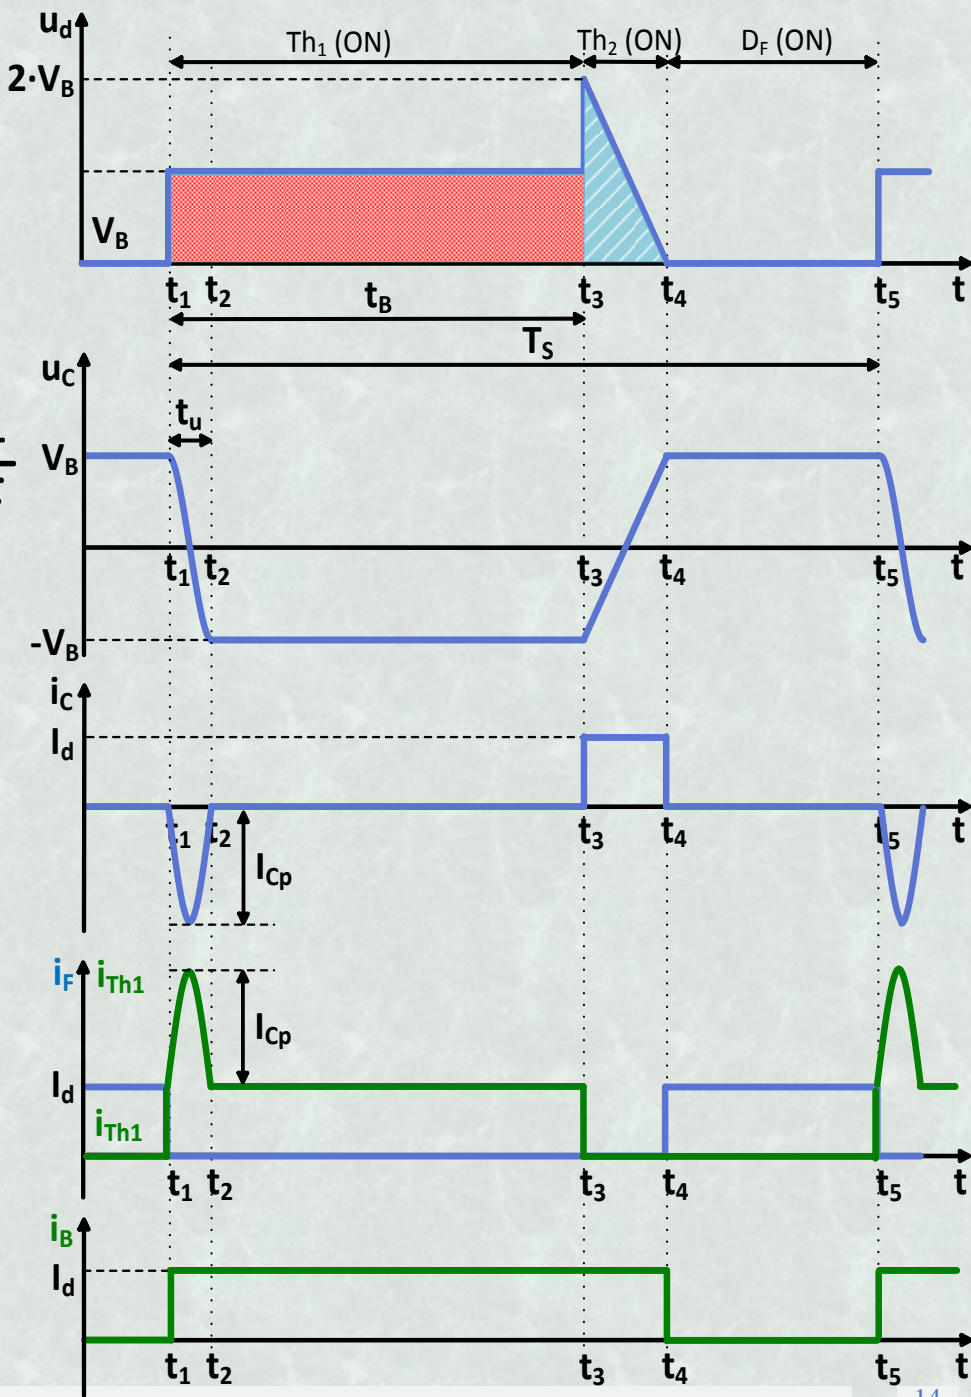 u_d
Th₁ (ON) Th₂ (ON) D_F (ON)
2·V_B
V_B
t₁ t₂ t_B t₃ t₄ t₅ t
T_S
u_C
t_u
V_B
t₁ t₂ t₃ t₄ t₅ t
-V_B
i_C
I_d
t₁ t₂ t₃ t₄ t₅ t
I_Cp
i_F i_Th1
I_Cp
I_d
i_Th1
t₁ t₂ t₃ t₄ t₅ t
i_B
I_d
t₁ t₂ t₃ t₄ t₅ t